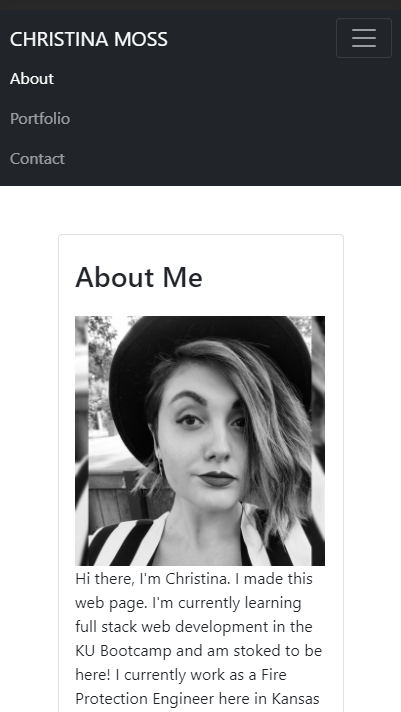 CHRISTINA MOSS
About
Portfolio
Contact
About Me
Hi there, I'm Christina. I made this
web page. I'm currently learning
full stack web development in the
KU Bootcamp and am stoked to be
here! I currently work as a Fire
Protection Engineer here in Kansas